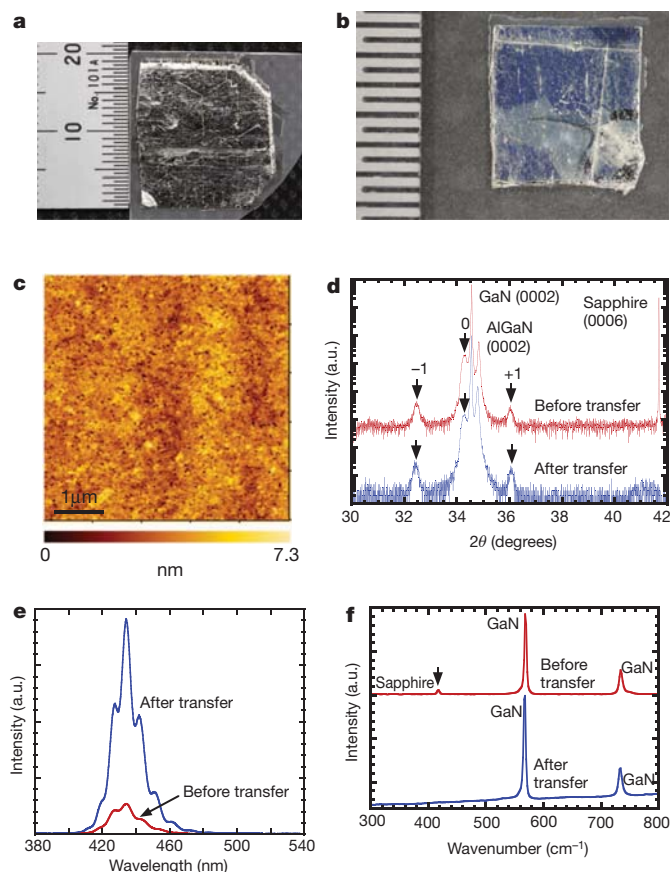 a
20
No. 101A
10
b
c
1µm
0
7.3
nm
d
GaN (0002)
Sapphire
(0006)
0
AlGaN
(0002)
−1
+1
Before transfer
After transfer
Intensity (a.u.)
30
32
34
36
38
40
42
2θ (degrees)
e
After transfer
Before transfer
Intensity (a.u.)
380
420
460
500
540
Wavelength (nm)
f
GaN
Sapphire
Before
transfer
GaN
GaN
After
transfer
GaN
Intensity (a.u.)
300
400
500
600
700
800
Wavenumber (cm⁻¹)